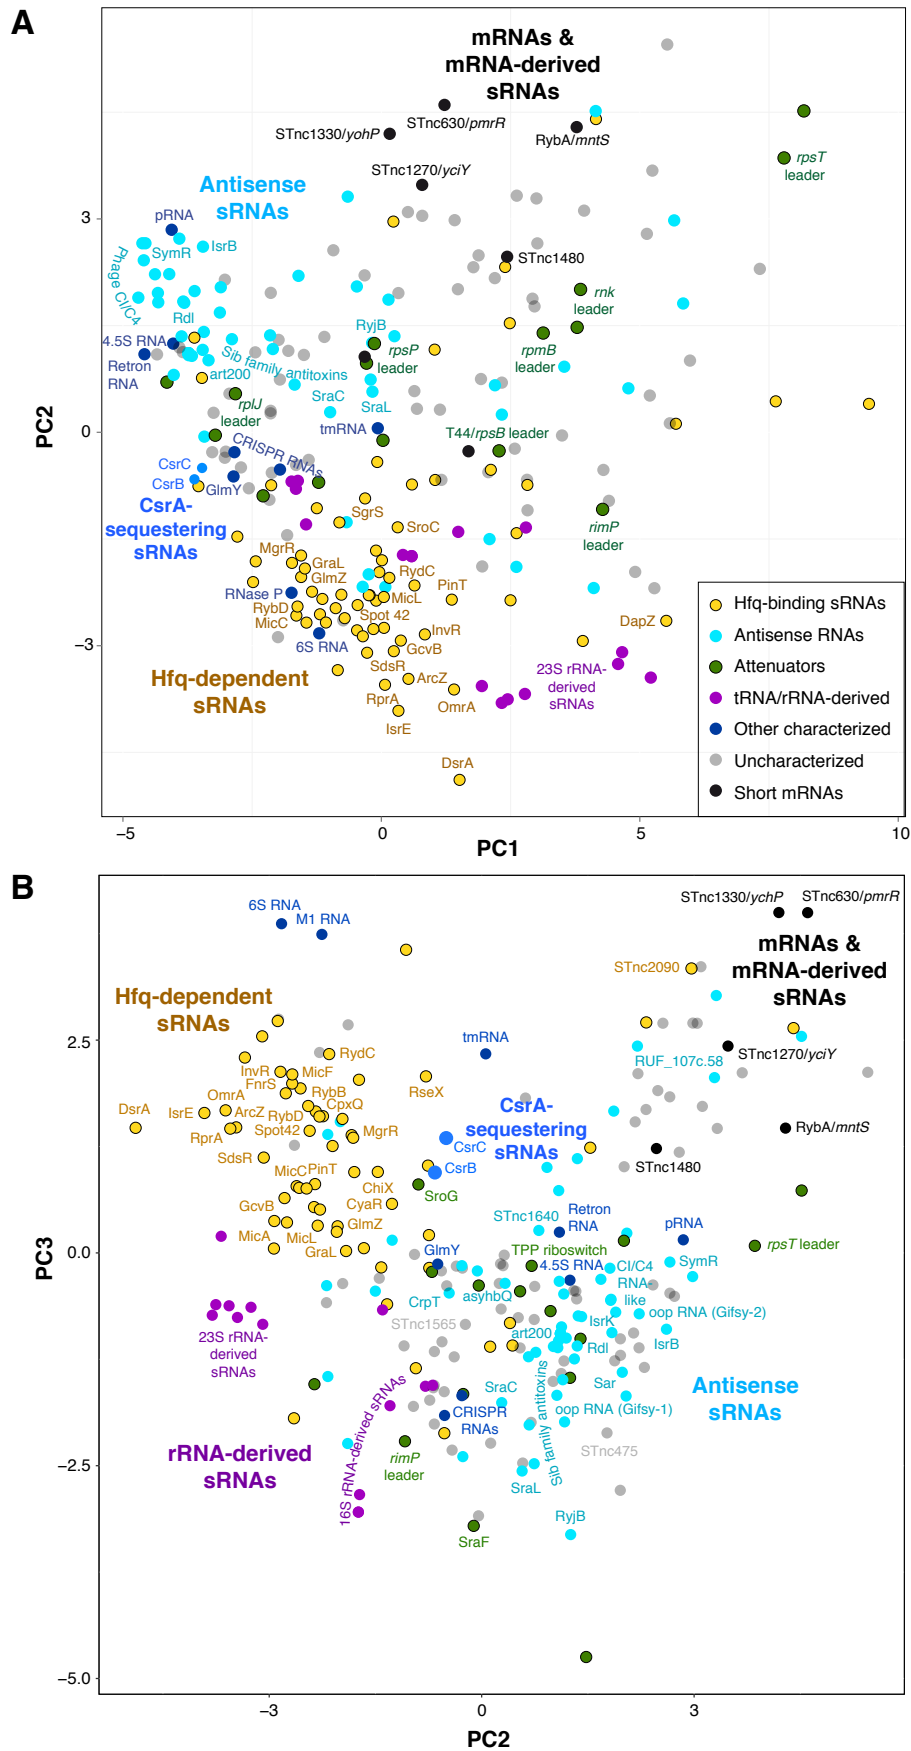 A
mRNAs &
mRNA-derived
sRNAs
STnc630/pmrR
STnc1330/yohP
RybA/mntS
STnc1270/yciY
rpsT
leader
Antisense
sRNAs
pRNA
SymR
IsrB
STnc1480
Phage CI/C4
Rdl
rnk
leader
4.5S RNA
RyjB
rpsP
leader
rpmB
leader
Retron
RNA
Sib family antitoxins
art200
SraC
SraL
rplJ
leader
tmRNA
T44/rpsB leader
CRISPR RNAs
CsrC
CsrB
GlmY
CsrA-
sequestering
sRNAs
SgrS
SroC
rimP
leader
MgrR
GraL
GlmZ
RydC
RNase P
RybD
MicC
MicL
PinT
Spot 42
6S RNA
InvR
GcvB
DapZ
SdsR
ArcZ
23S rRNA-
derived
sRNAs
Hfq-dependent
sRNAs
RprA
OmrA
IsrE
DsrA
Hfq-binding sRNAs
Antisense RNAs
Attenuators
tRNA/rRNA-derived
Other characterized
Uncharacterized
Short mRNAs
3
0
−3
PC2
−5
0
5
10
PC1
B
6S RNA
M1 RNA
STnc1330/ychP
STnc630/pmrR
mRNAs &
mRNA-derived
sRNAs
STnc2090
Hfq-dependent
sRNAs
tmRNA
STnc1270/yciY
RUF_107c.58
RydC
InvR
MicF
FnrS
RseX
OmrA
RybB
CpxQ
DsrA
IsrE
ArcZ
RybD
Spot42
MgrR
RprA
CsrA-
sequestering
sRNAs
CsrC
CsrB
RybA/mntS
STnc1480
SdsR
MicC
PinT
ChiX
SroG
GcvB
CyaR
MicA
MicL
GlmZ
GraL
STnc1640
Retron
RNA
pRNA
rpsT leader
GlmY
TPP riboswitch
4.5S RNA
CI/C4
RNA-
like
SymR
CrpT
asyhbQ
oop RNA (Gifsy-2)
STnc1565
art200
IsrK
IsrB
Rdl
23S rRNA-
derived
sRNAs
Sar
SraC
oop RNA (Gifsy-1)
Antisense
sRNAs
Sib family antitoxins
CRISPR
RNAs
16S rRNA-derived sRNAs
rRNA-derived
sRNAs
rimP
leader
STnc475
SraL
RyjB
SraF
2.5
0.0
−2.5
−5.0
PC3
−3
0
3
PC2